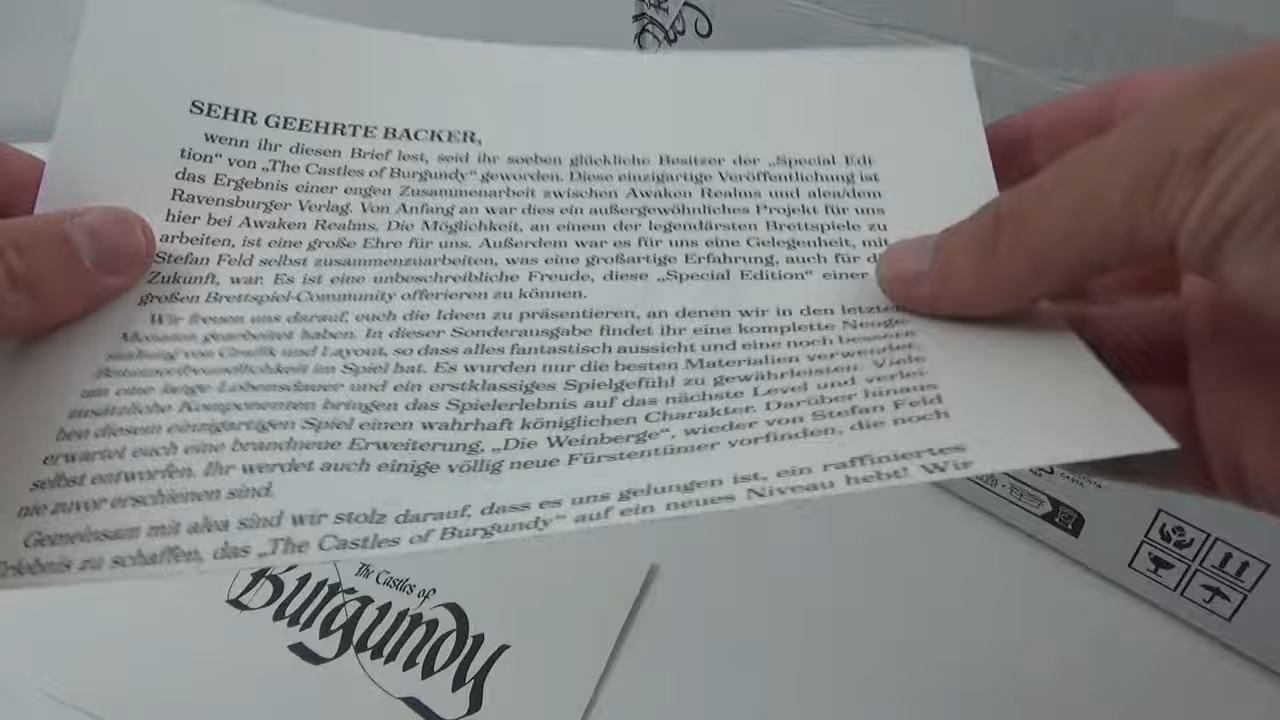 SEHR GEEHRTE BACKER,
wenn ihr diesen Brief lest, seid ihr soeben glückliche Besitzer der „Special Edi-
tion“ von „The Castles of Burgundy“ geworden. Diese einzigartige Veröffentlichung ist
das Ergebnis einer engen Zusammenarbeit zwischen Awaken Realms und alea/dem
Ravensburger Verlag. Von Anfang an war dies ein außergewöhnliches Projekt für uns
hier bei Awaken Realms. Die Möglichkeit, an einem der legendärsten Brettspiele zu
arbeiten, ist eine große Ehre für uns. Außerdem war es für uns eine Gelegenheit, mit
Stefan Feld selbst zusammenzuarbeiten, was eine großartige Erfahrung, auch für
Zukunft, war. Es ist eine unbeschreibliche Freude, diese „Special Edition“ einer
großen Brettspiel-Community offerieren zu können.
Wir freuen uns darauf, euch die Ideen zu präsentieren, an denen wir in den letzten
Monaten gearbeitet haben. In dieser Sonderausgabe findet ihr eine komplette Neuge-
und Layout, so dass alles fantastisch aussieht und eine noch bessere
im Spiel hat. Es wurden nur die besten Materialien verwendet,
um eine lange Lebensdauer und ein erstklassiges Spielgefühl zu gewährleisten. Viele
zusätzliche Komponenten bringen das Spielerlebnis auf das nächste Level und verlei-
hen diesem einzigartigen Spiel einen wahrhaft königlichen Charakter. Darüber hinaus
erwartet euch eine brandneue Erweiterung, „Die Weinberge“, wieder von Stefan Feld
selbst entworfen. Ihr werdet auch einige völlig neue Fürstentümer vorfinden, die noch
nie zuvor erschienen sind.
Gemeinsam mit alea sind wir stolz darauf, dass es uns gelungen ist, ein raffiniertes
Erlebnis zu schaffen, das „The Castles of Burgundy“ auf ein neues Niveau hebt! Wir
The Castles of
Burgundy